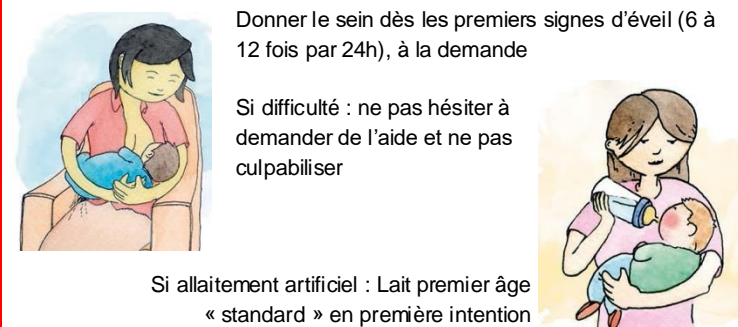 Donner le sein dès les premiers signes d’éveil (6 à
12 fois par 24h), à la demande
Si difficulté : ne pas hésiter à
demander de l’aide et ne pas
culpabiliser
Si allaitement artificiel : Lait premier âge
« standard » en première intention